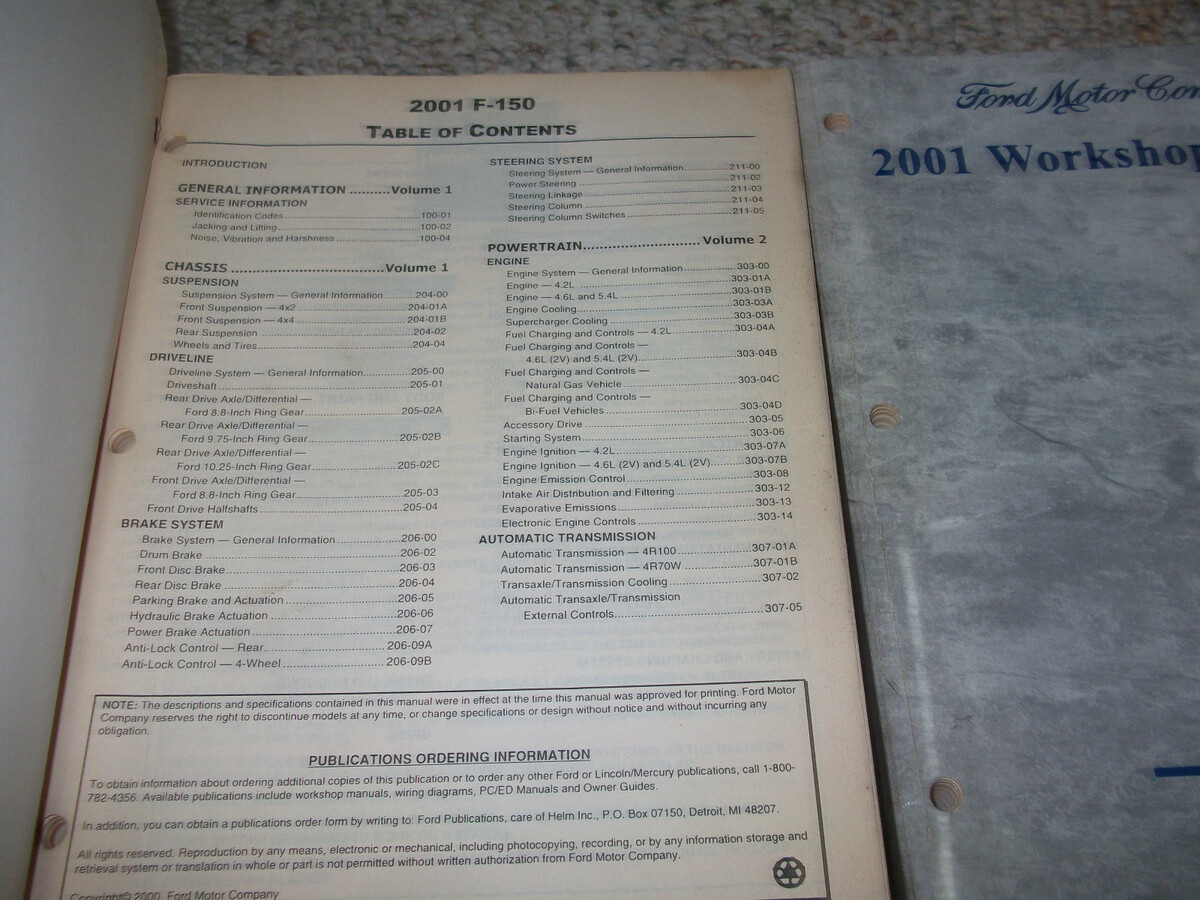 2001 F-150
TABLE OF CONTENTS
INTRODUCTION
GENERAL INFORMATION ..........Volume 1
SERVICE INFORMATION
Identification Codes ........ 100-01
Jacking and Lifting ........ 100-02
Noise, Vibration and Harshness ........ 100-04
CHASSIS ........ Volume 1
SUSPENSION
Suspension System — General Information ........ 204-00
Front Suspension — 4x2 ........ 204-01A
Front Suspension — 4x4 ........ 204-01B
Rear Suspension ........ 204-02
Wheels and Tires ........ 204-04
DRIVELINE
Driveline System — General Information ........ 205-00
Driveshaft ........ 205-01
Rear Drive Axle/Differential —
Ford 8.8-Inch Ring Gear ........ 205-02A
Rear Drive Axle/Differential —
Ford 9.75-Inch Ring Gear ........ 205-02B
Rear Drive Axle/Differential —
Ford 10.25-Inch Ring Gear ........ 205-02C
Front Drive Axle/Differential —
Ford 8.8-Inch Ring Gear ........ 205-03
Front Drive Halfshafts ........ 205-04
BRAKE SYSTEM
Brake System — General Information ........ 206-00
Drum Brake ........ 206-02
Front Disc Brake ........ 206-03
Rear Disc Brake ........ 206-04
Parking Brake and Actuation ........ 206-05
Hydraulic Brake Actuation ........ 206-06
Power Brake Actuation ........ 206-07
Anti-Lock Control — Rear ........ 206-09A
Anti-Lock Control — 4-Wheel ........ 206-09B
STEERING SYSTEM
Steering System — General Information ........ 211-00
Power Steering ........ 211-02
Steering Linkage ........ 211-03
Steering Column ........ 211-04
Steering Column Switches ........ 211-05
POWERTRAIN ........ Volume 2
ENGINE
Engine System — General Information ........ 303-00
Engine — 4.2L ........ 303-01A
Engine — 4.6L and 5.4L ........ 303-01B
Engine Cooling ........ 303-03A
Supercharger Cooling ........ 303-03B
Fuel Charging and Controls — 4.2L ........ 303-04A
Fuel Charging and Controls —
4.6L (2V) and 5.4L (2V) ........ 303-04B
Fuel Charging and Controls —
Natural Gas Vehicle ........ 303-04C
Fuel Charging and Controls —
Bi-Fuel Vehicles ........ 303-04D
Accessory Drive ........ 303-05
Starting System ........ 303-06
Engine Ignition — 4.2L ........ 303-07A
Engine Ignition — 4.6L (2V) and 5.4L (2V) ........ 303-07B
Engine Emission Control ........ 303-08
Intake Air Distribution and Filtering ........ 303-12
Evaporative Emissions ........ 303-13
Electronic Engine Controls ........ 303-14
AUTOMATIC TRANSMISSION
Automatic Transmission — 4R100 ........ 307-01A
Automatic Transmission — 4R70W ........ 307-01B
Transaxle/Transmission Cooling ........ 307-02
Automatic Transaxle/Transmission
External Controls ........ 307-05
NOTE: The descriptions and specifications contained in this manual were in effect at the time this manual was approved for printing. Ford Motor
Company reserves the right to discontinue models at any time, or change specifications or design without notice and without incurring any
obligation.
PUBLICATIONS ORDERING INFORMATION
To obtain information about ordering additional copies of this publication or to order any other Ford or Lincoln/Mercury publications, call 1-800-
782-4356. Available publications include workshop manuals, wiring diagrams, PC/ED Manuals and Owner Guides.
In addition, you can obtain a publications order form by writing to: Ford Publications, care of Helm Inc., P.O. Box 07150, Detroit, MI 48207.
All rights reserved. Reproduction by any means, electronic or mechanical, including photocopying, recording, or by any information storage and
retrieval system or translation in whole or part is not permitted without written authorization from Ford Motor Company.
Copyright© 2000, Ford Motor Company
Ford Motor Com
2001 Workshop